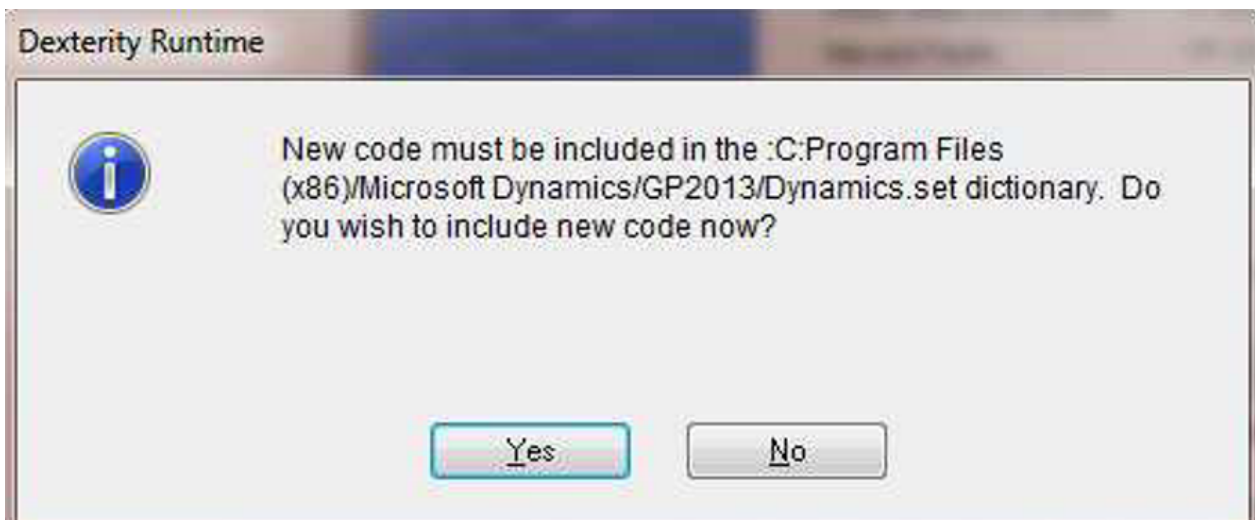 Dexterity Runtime
New code must be included in the :C:Program Files
(x86)/Microsoft Dynamics/GP2013/Dynamics.set dictionary.  Do
you wish to include new code now?
Yes
No